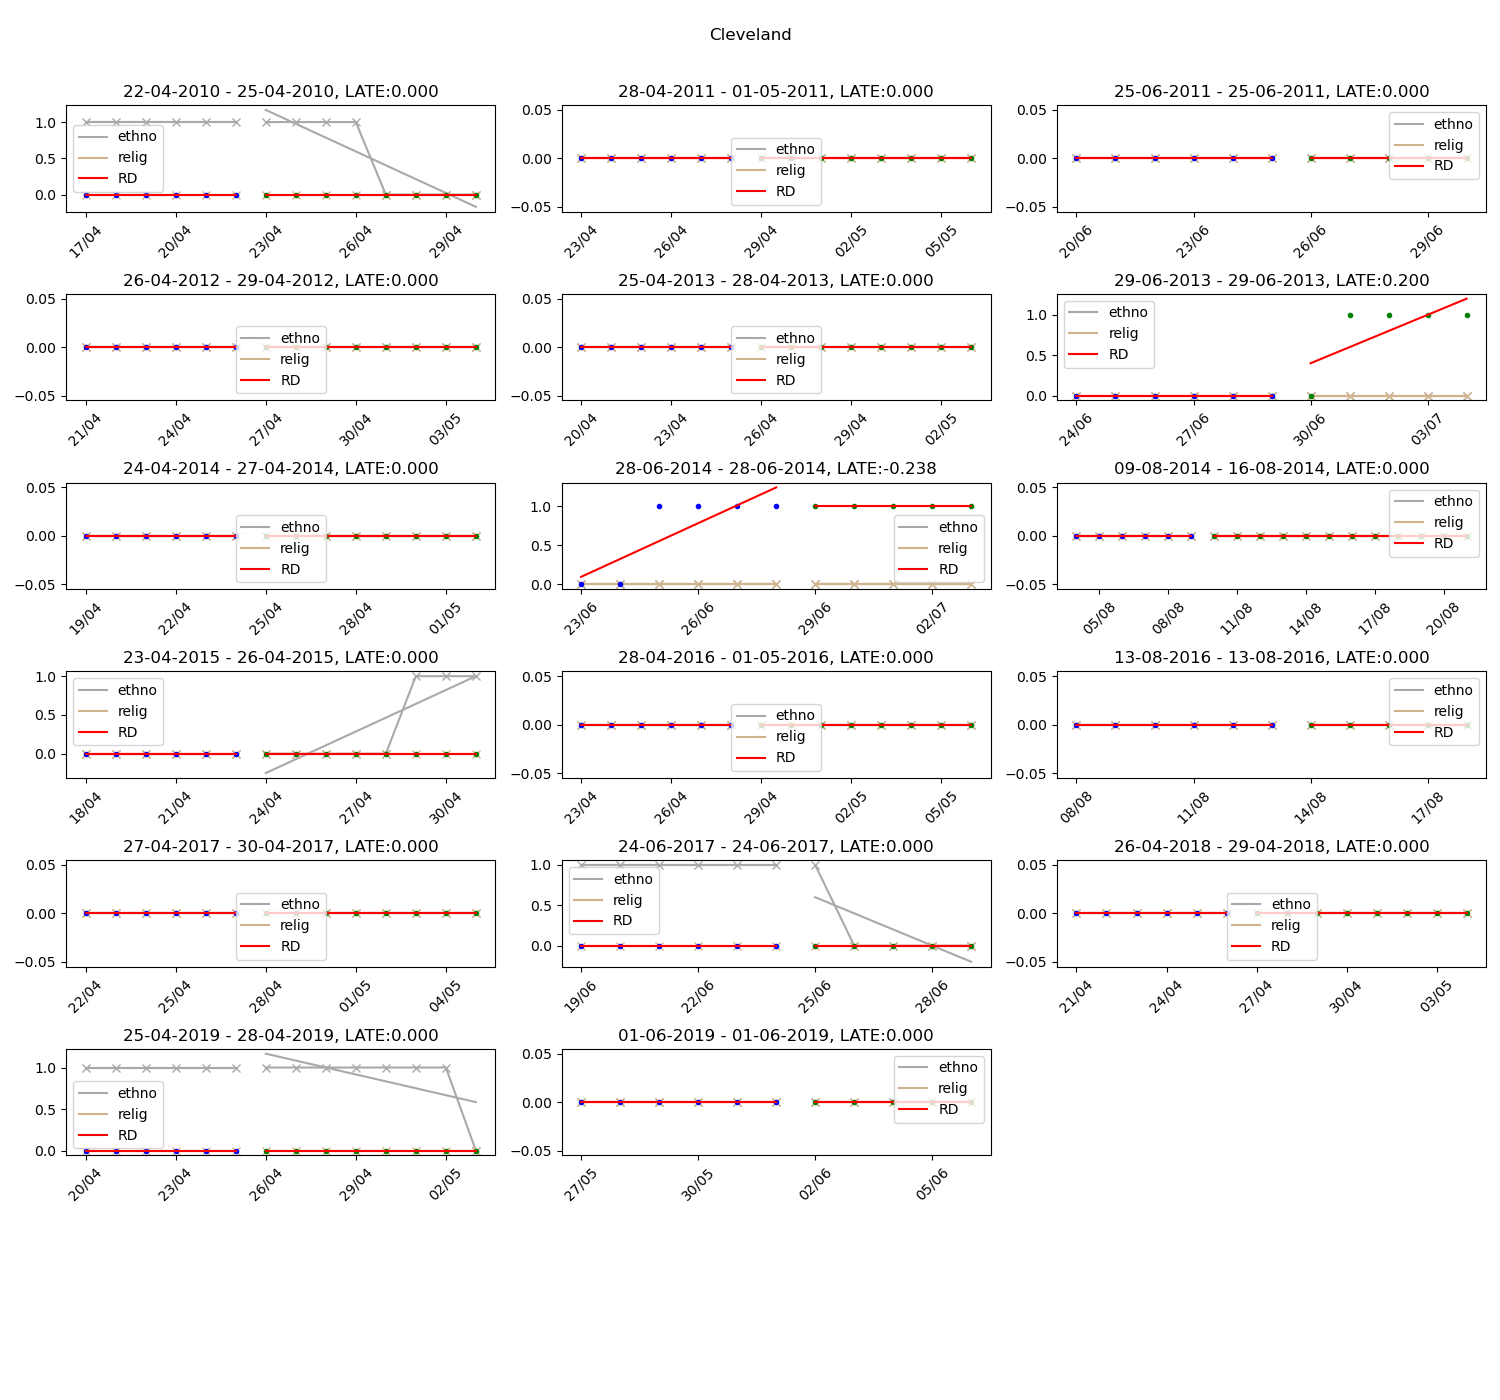 Cleveland
22-04-2010 - 25-04-2010, LATE:0.000
1.0
0.5
0.0
ethno
relig
RD
17/04 20/04 23/04 26/04 29/04
28-04-2011 - 01-05-2011, LATE:0.000
0.05
0.00
−0.05
ethno
relig
RD
23/04 26/04 29/04 02/05 05/05
25-06-2011 - 25-06-2011, LATE:0.000
0.05
0.00
−0.05
ethno
relig
RD
20/06 23/06 26/06 29/06
26-04-2012 - 29-04-2012, LATE:0.000
0.05
0.00
−0.05
ethno
relig
RD
21/04 24/04 27/04 30/04 03/05
25-04-2013 - 28-04-2013, LATE:0.000
0.05
0.00
−0.05
ethno
relig
RD
20/04 23/04 26/04 29/04 02/05
29-06-2013 - 29-06-2013, LATE:0.200
1.0
0.5
0.0
ethno
relig
RD
24/06 27/06 30/06 03/07
24-04-2014 - 27-04-2014, LATE:0.000
0.05
0.00
−0.05
ethno
relig
RD
19/04 22/04 25/04 28/04 01/05
28-06-2014 - 28-06-2014, LATE:-0.238
1.0
0.5
0.0
ethno
relig
RD
23/06 26/06 29/06 02/07
09-08-2014 - 16-08-2014, LATE:0.000
0.05
0.00
−0.05
ethno
relig
RD
05/08 08/08 11/08 14/08 17/08 20/08
23-04-2015 - 26-04-2015, LATE:0.000
1.0
0.5
0.0
ethno
relig
RD
18/04 21/04 24/04 27/04 30/04
28-04-2016 - 01-05-2016, LATE:0.000
0.05
0.00
−0.05
ethno
relig
RD
23/04 26/04 29/04 02/05 05/05
13-08-2016 - 13-08-2016, LATE:0.000
0.05
0.00
−0.05
ethno
relig
RD
08/08 11/08 14/08 17/08
27-04-2017 - 30-04-2017, LATE:0.000
0.05
0.00
−0.05
ethno
relig
RD
22/04 25/04 28/04 01/05 04/05
24-06-2017 - 24-06-2017, LATE:0.000
1.0
0.5
0.0
ethno
relig
RD
19/06 22/06 25/06 28/06
26-04-2018 - 29-04-2018, LATE:0.000
0.05
0.00
−0.05
ethno
relig
RD
21/04 24/04 27/04 30/04 03/05
25-04-2019 - 28-04-2019, LATE:0.000
1.0
0.5
0.0
ethno
relig
RD
20/04 23/04 26/04 29/04 02/05
01-06-2019 - 01-06-2019, LATE:0.000
0.05
0.00
−0.05
ethno
relig
RD
27/05 30/05 02/06 05/06